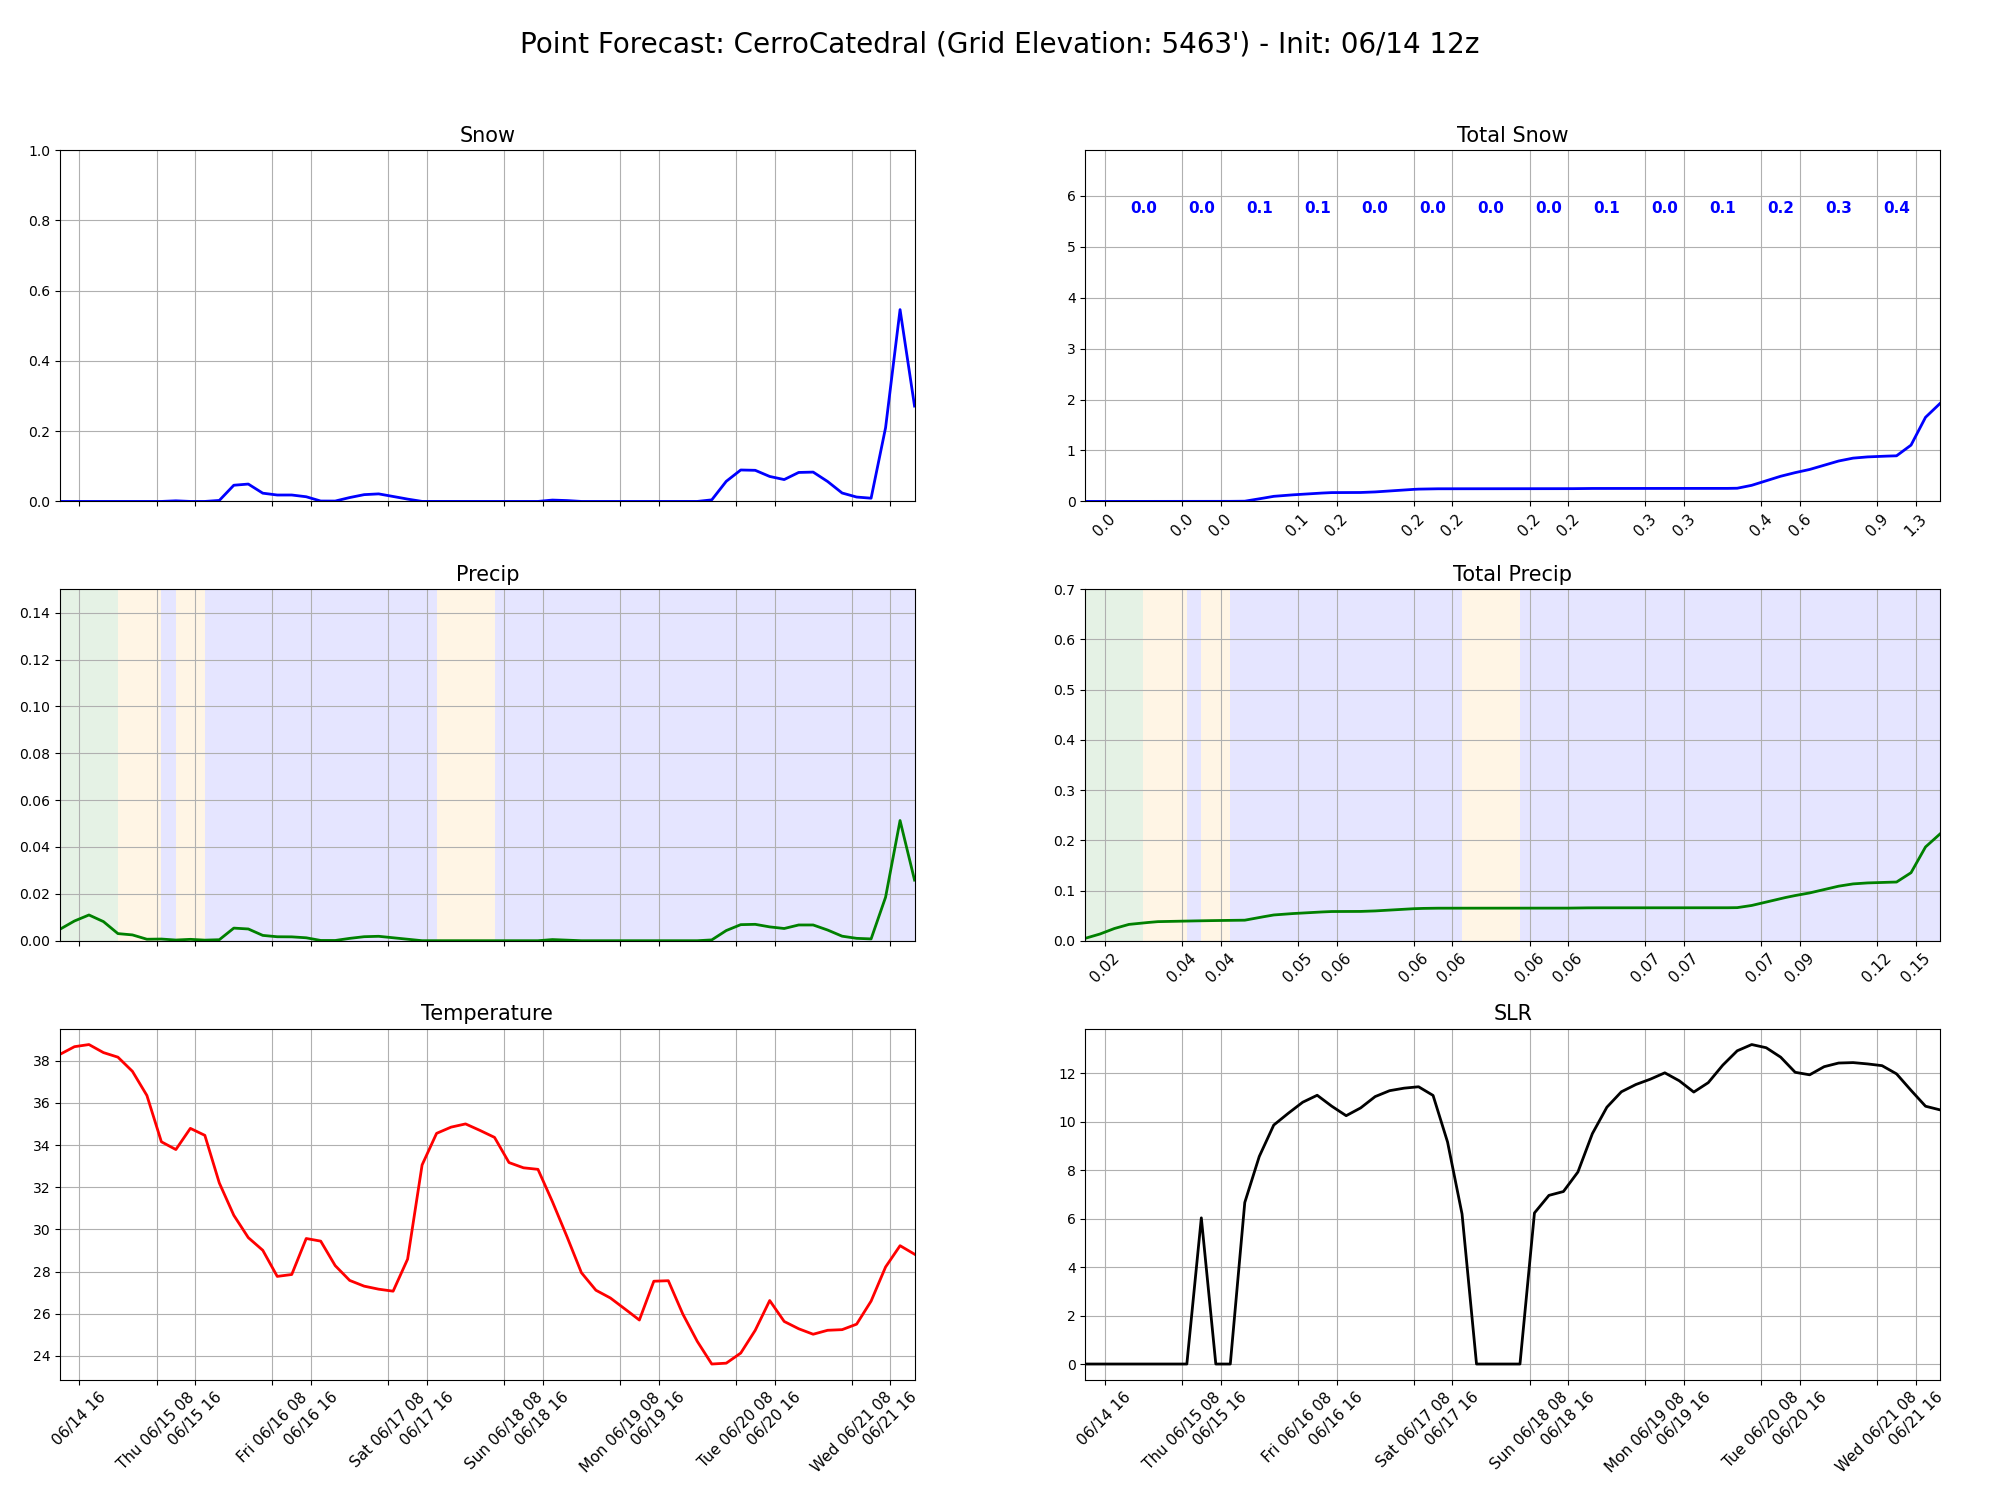 Point Forecast: CerroCatedral (Grid Elevation: 5463') - Init: 06/14 12z
Snow
1.0
0.8
0.6
0.4
0.2
0.0
Total Snow
6
5
4
3
2
1
0
0.0 0.0 0.1 0.1 0.0 0.0 0.0 0.0 0.1 0.0 0.1 0.2 0.3 0.4
0.0 0.0 0.0 0.1 0.2 0.2 0.2 0.2 0.2 0.3 0.3 0.4 0.6 0.9 1.3
Precip
0.14
0.12
0.10
0.08
0.06
0.04
0.02
0.00
Total Precip
0.7
0.6
0.5
0.4
0.3
0.2
0.1
0.0
0.02 0.04 0.04 0.05 0.06 0.06 0.06 0.06 0.06 0.07 0.07 0.07 0.09 0.12 0.15
Temperature
38
36
34
32
30
28
26
24
06/14 16
Thu 06/15 08
06/15 16
Fri 06/16 08
06/16 16
Sat 06/17 08
06/17 16
Sun 06/18 08
06/18 16
Mon 06/19 08
06/19 16
Tue 06/20 08
06/20 16
Wed 06/21 08
06/21 16
SLR
12
10
8
6
4
2
0
06/14 16
Thu 06/15 08
06/15 16
Fri 06/16 08
06/16 16
Sat 06/17 08
06/17 16
Sun 06/18 08
06/18 16
Mon 06/19 08
06/19 16
Tue 06/20 08
06/20 16
Wed 06/21 08
06/21 16